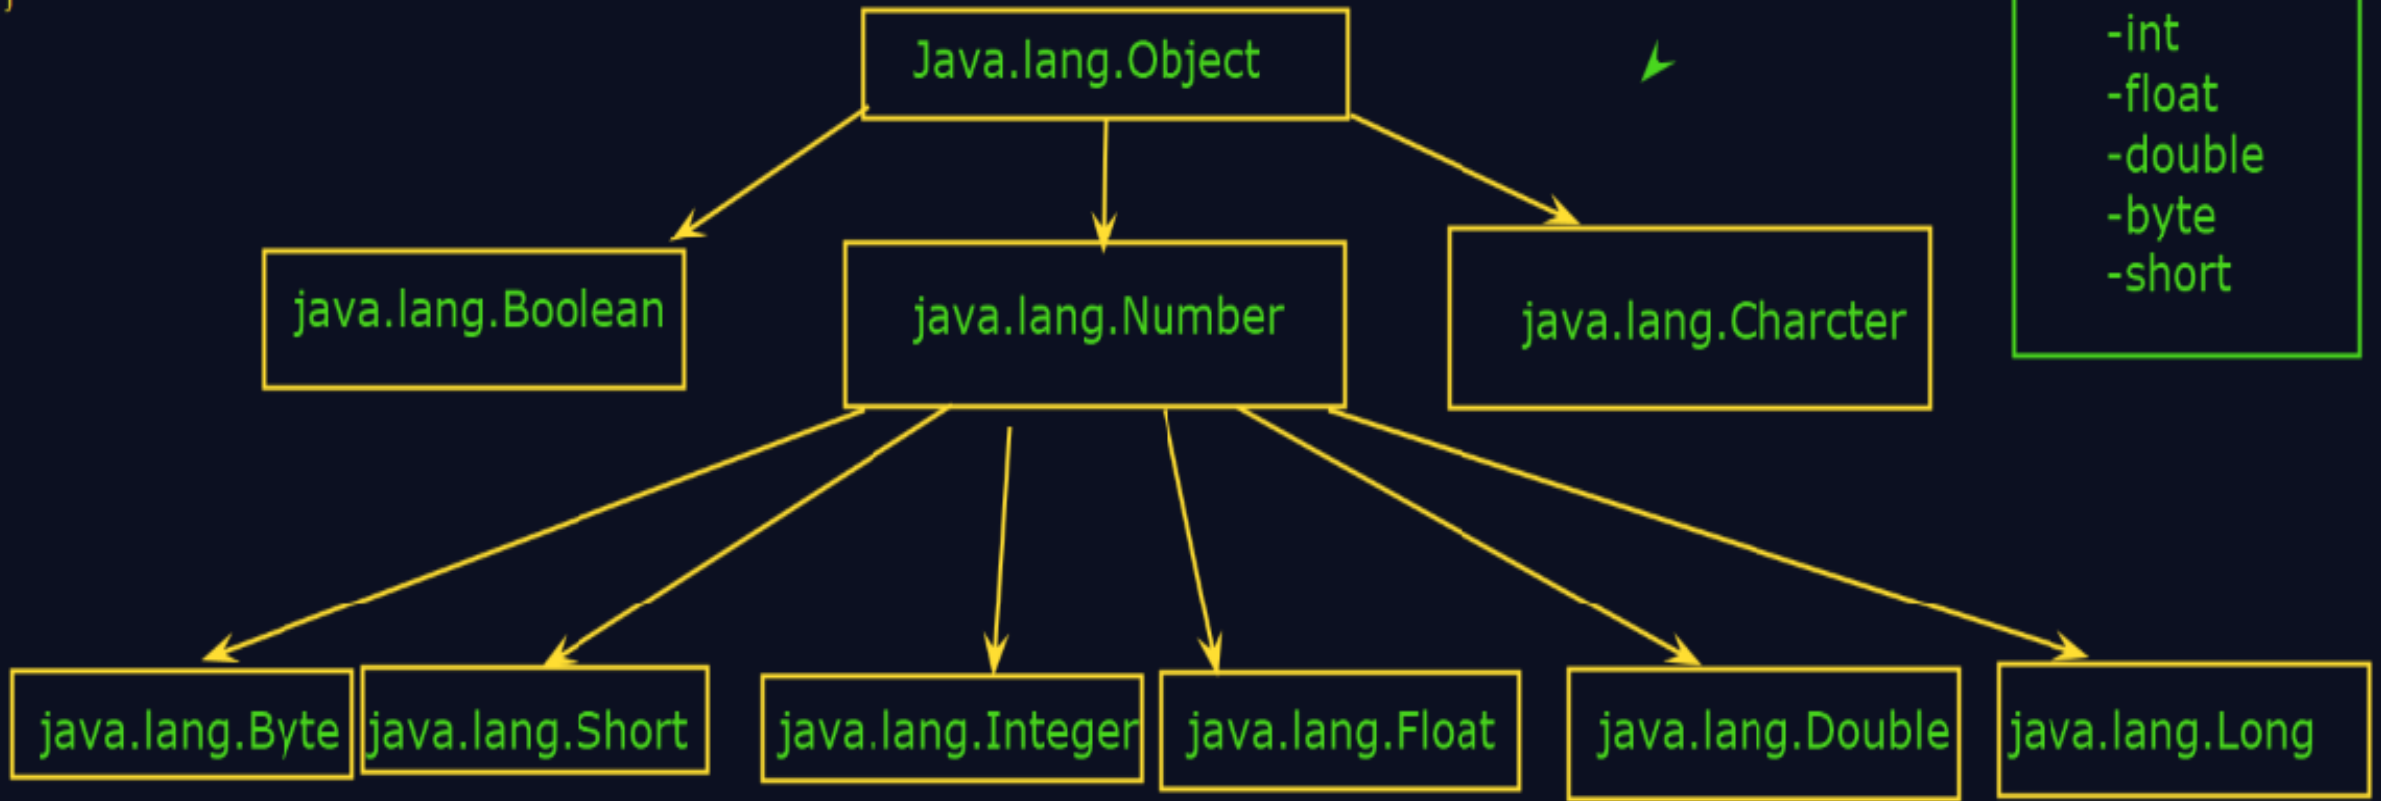 Java.lang.Object
-int
-float
-double
-byte
-short
java.lang.Boolean
java.lang.Number
java.lang.Charcter
java.lang.Byte
java.lang.Short
java.lang.Integer
java.lang.Float
java.lang.Double
java.lang.Long